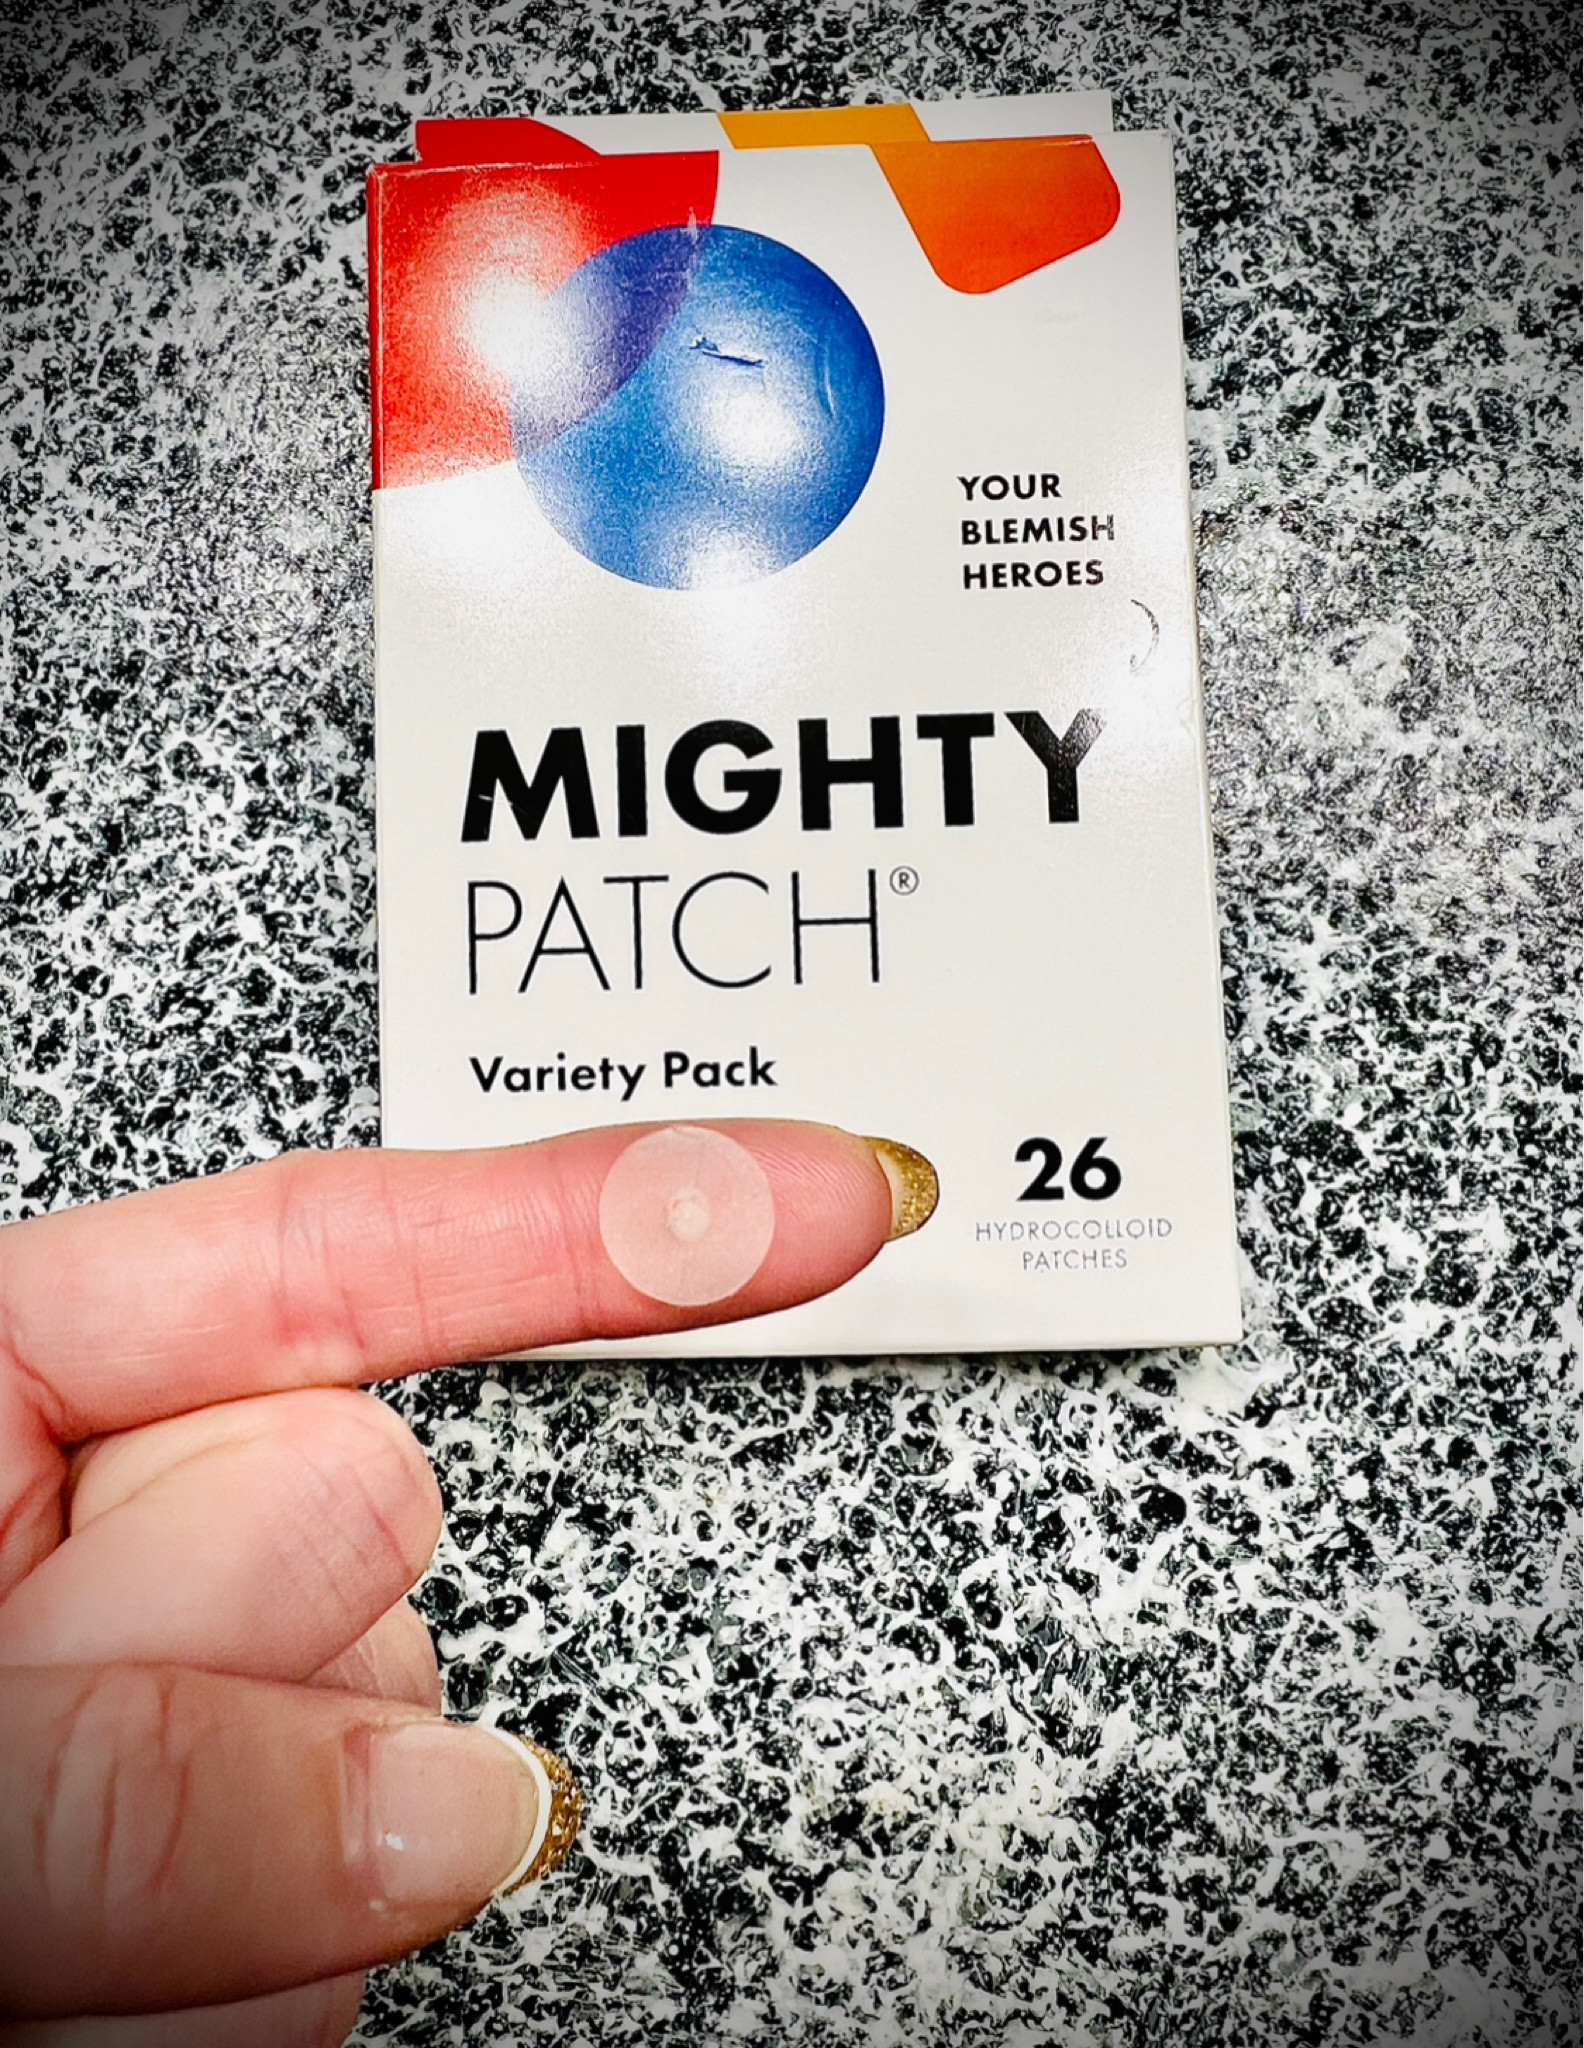 YOUR
BLEMISH
HEROES
MIGHTY
PATCH®
Variety Pack
26
HYDROCOLLOID
PATCHES